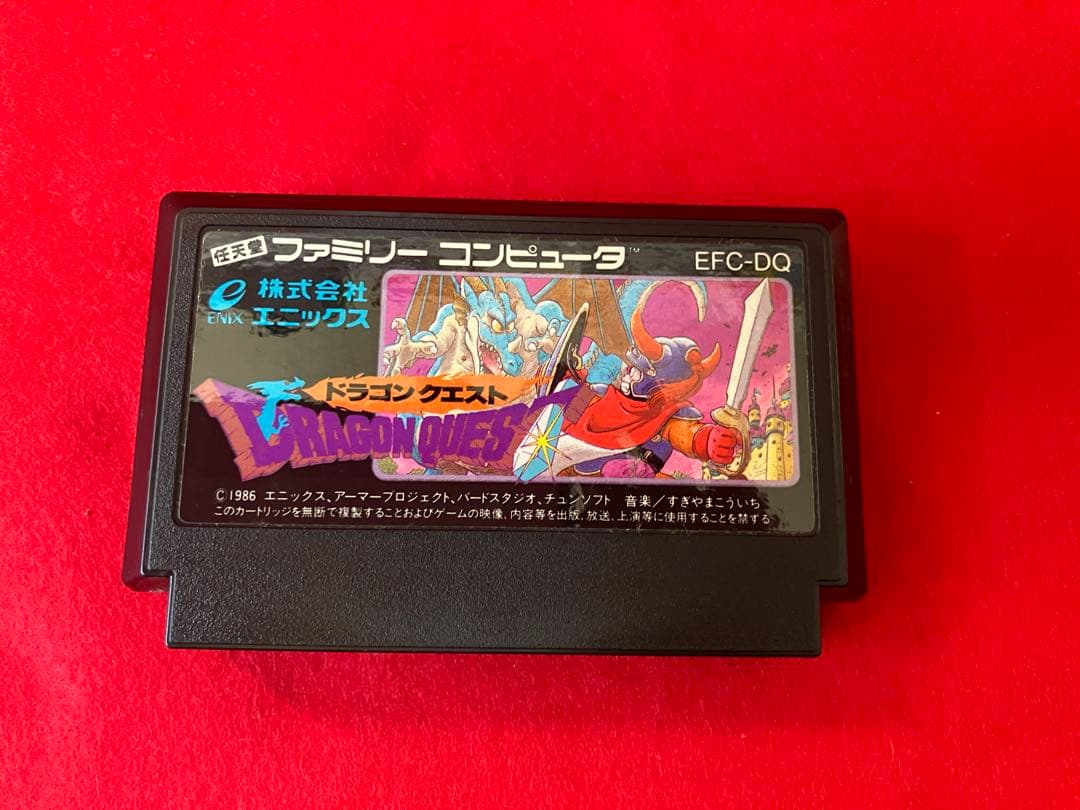 任天堂 ファミリー コンピュータ™ EFC-DQ
ENIX 株式会社
エニックス
ドラゴン クエスト
DRAGON QUEST
©1986 エニックス、アーマープロジェクト、バードスタジオ、チュンソフト 音楽／すぎやまこういち
このカートリッジを無断で複製することおよびゲームの映像、内容等を出版、放送、上演等に使用することを禁ずる